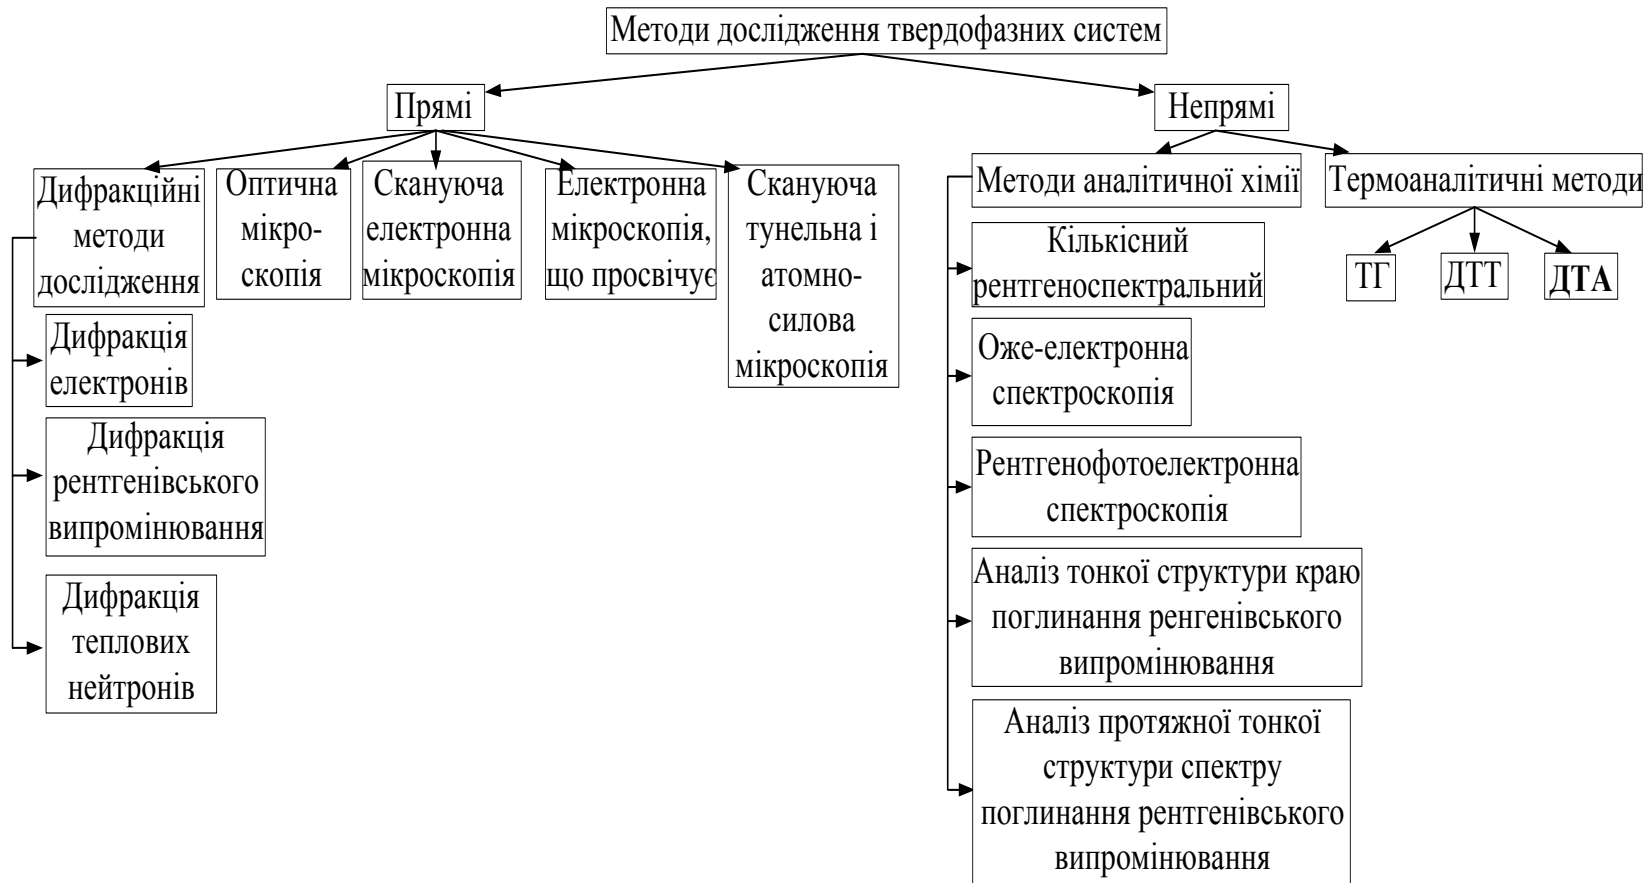 Методи дослідження твердофазних систем
Прямі
Непрямі
Дифракційні
методи
дослідження
Оптична
мікро-
скопія
Скануюча
електронна
мікроскопія
Електронна
мікроскопія,
що просвічує
Скануюча
тунельна і
атомно-
силова
мікроскопія
Дифракція
електронів
Дифракція
рентгенівського
випромінювання
Дифракція
теплових
нейтронів
Методи аналітичної хімії
Термоаналітичні методи
Кількісний
рентгеноспектральний
Оже-електронна
спектроскопія
Рентгенофотоелектронна
спектроскопія
Аналіз тонкої структури краю
поглинання ренгенівського
випромінювання
Аналіз протяжної тонкої
структури спектру
поглинання рентгенівського
випромінювання
ТГ
ДТТ
ДТА